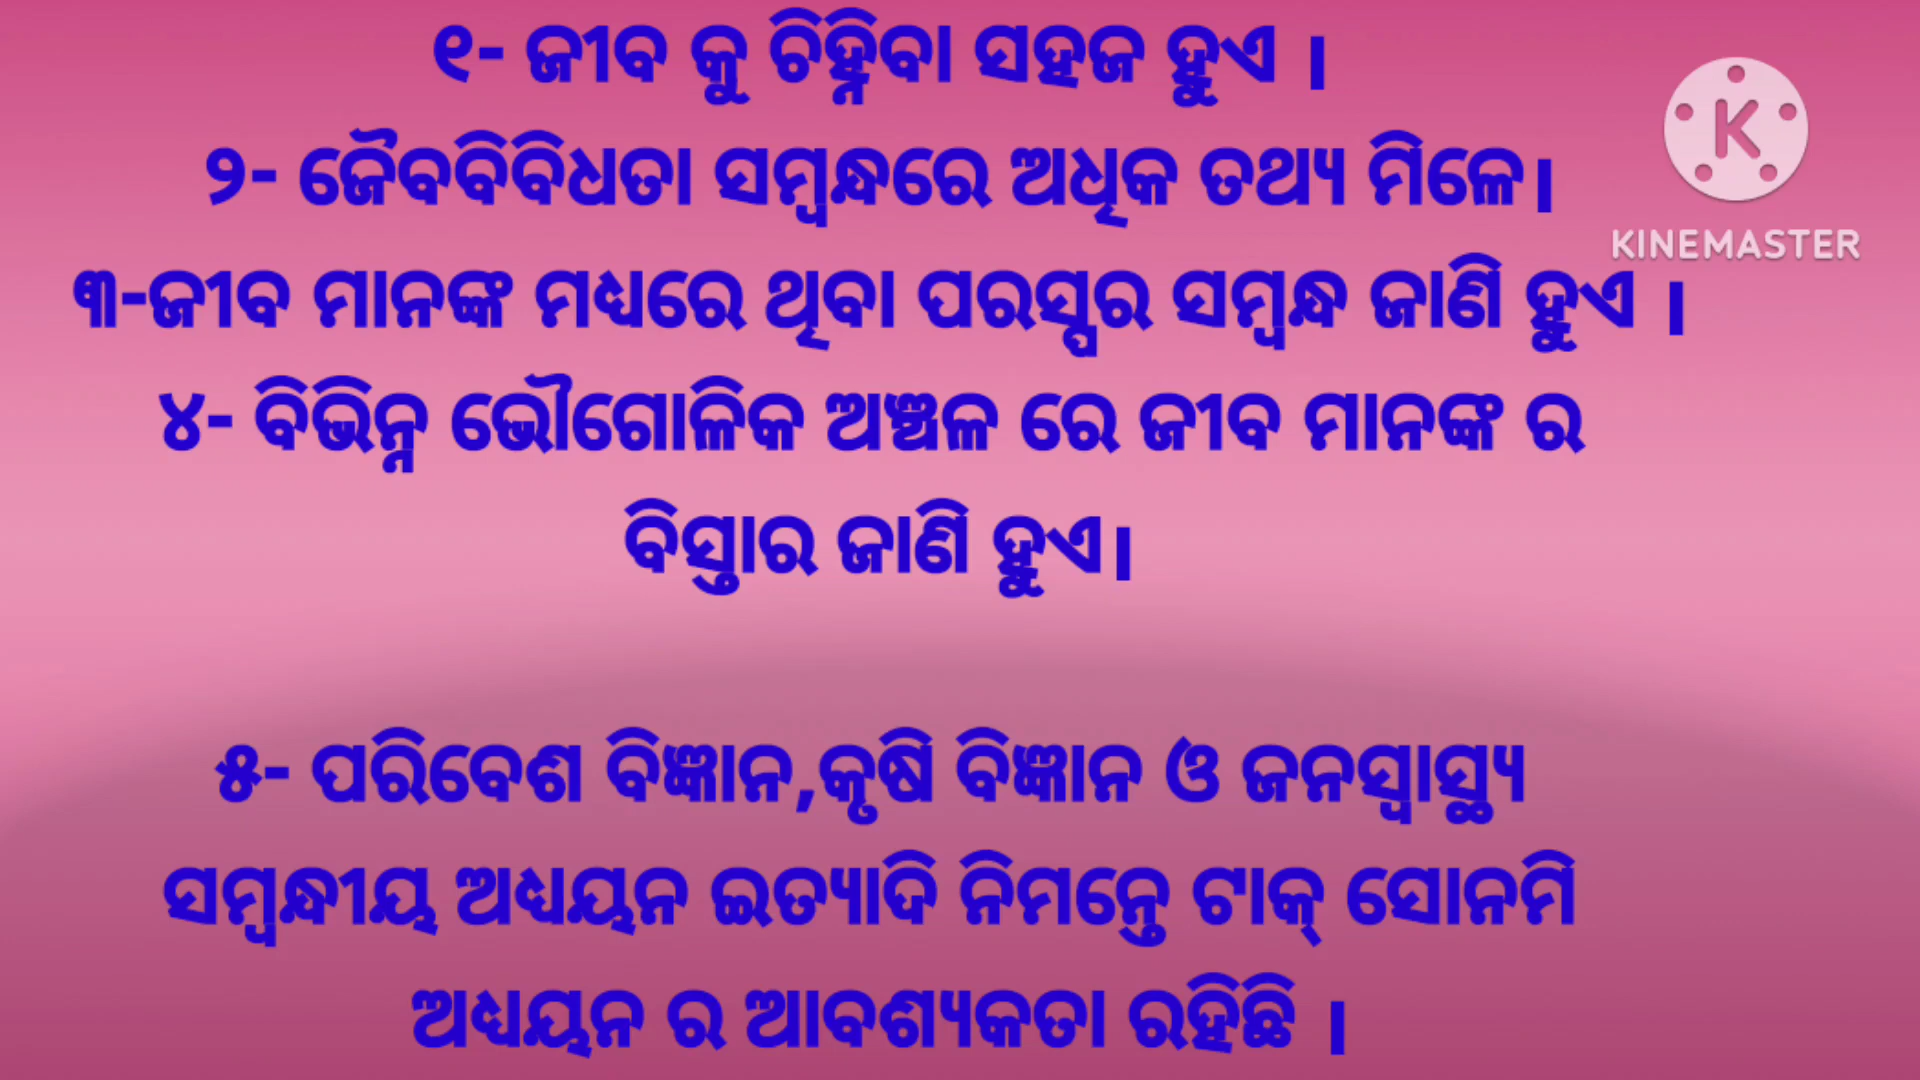 ୧- ଜୀବ କୁ ଚିହ୍ନିବା ସହଜ ହୁଏ ।
୨- ଜୈବବିବିଧତା ସମ୍ବନ୍ଧରେ ଅଧିକ ତଥ୍ୟ ମିଳେ।
୩-ଜୀବ ମାନଙ୍କ ମଧ୍ୟରେ ଥିବା ପରସ୍ପର ସମ୍ବନ୍ଧ ଜାଣି ହୁଏ ।
୪- ବିଭିନ୍ନ ଭୌଗୋଳିକ ଅଞ୍ଚଳ ରେ ଜୀବ ମାନଙ୍କ ର
ବିସ୍ତାର ଜାଣି ହୁଏ।
୫- ପରିବେଶ ବିଜ୍ଞାନ,କୃଷି ବିଜ୍ଞାନ ଓ ଜନସ୍ୱାସ୍ଥ୍ୟ
ସମ୍ବନ୍ଧୀୟ ଅଧ୍ୟୟନ ଇତ୍ୟାଦି ନିମନ୍ତେ ଟାକ୍ ସୋନମି
ଅଧ୍ୟୟନ ର ଆବଶ୍ୟକତା ରହିଛି ।
K
KINEMASTER